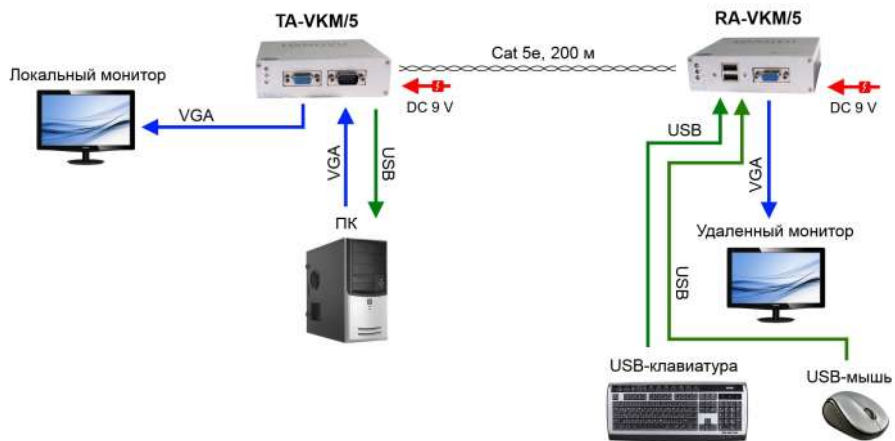 TA-VKM/5
RA-VKM/5
Cat 5e, 200 м
Локальный монитор
DC 9 V
DC 9 V
VGA
USB
VGA
USB
VGA
ПК
Удаленный монитор
USB
USB-клавиатура
USB-мышь